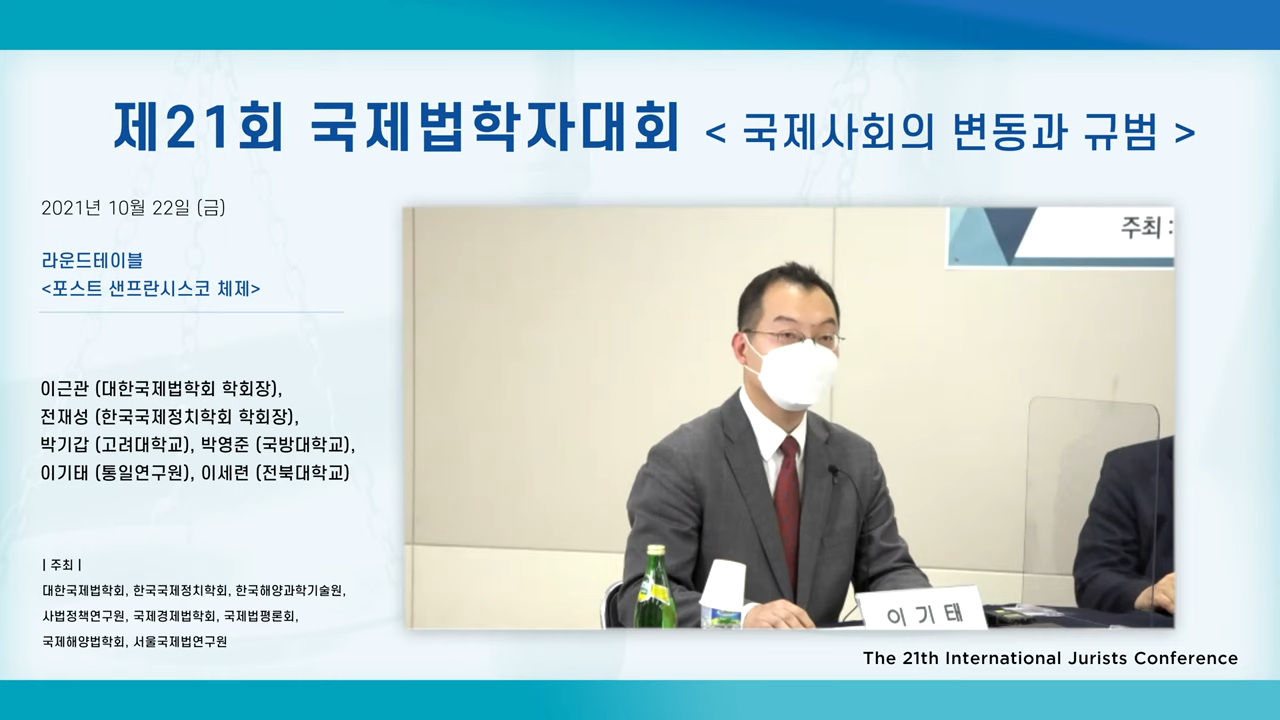 제21회 국제법학자대회 < 국제사회의 변동과 규범 >
2021년 10월 22일 (금)
라운드테이블
<포스트 샌프란시스코 체제>
이근관 (대한국제법학회 학회장),
전재성 (한국국제정치학회 학회장),
박기갑 (고려대학교), 박영준 (국방대학교),
이기태 (통일연구원), 이세련 (전북대학교)
| 주최 |
대한국제법학회, 한국국제정치학회, 한국해양과학기술원,
사법정책연구원, 국제경제법학회, 국제법평론회,
국제해양법학회, 서울국제법연구원
주최 :
이 기 태
The 21th International Jurists Conference